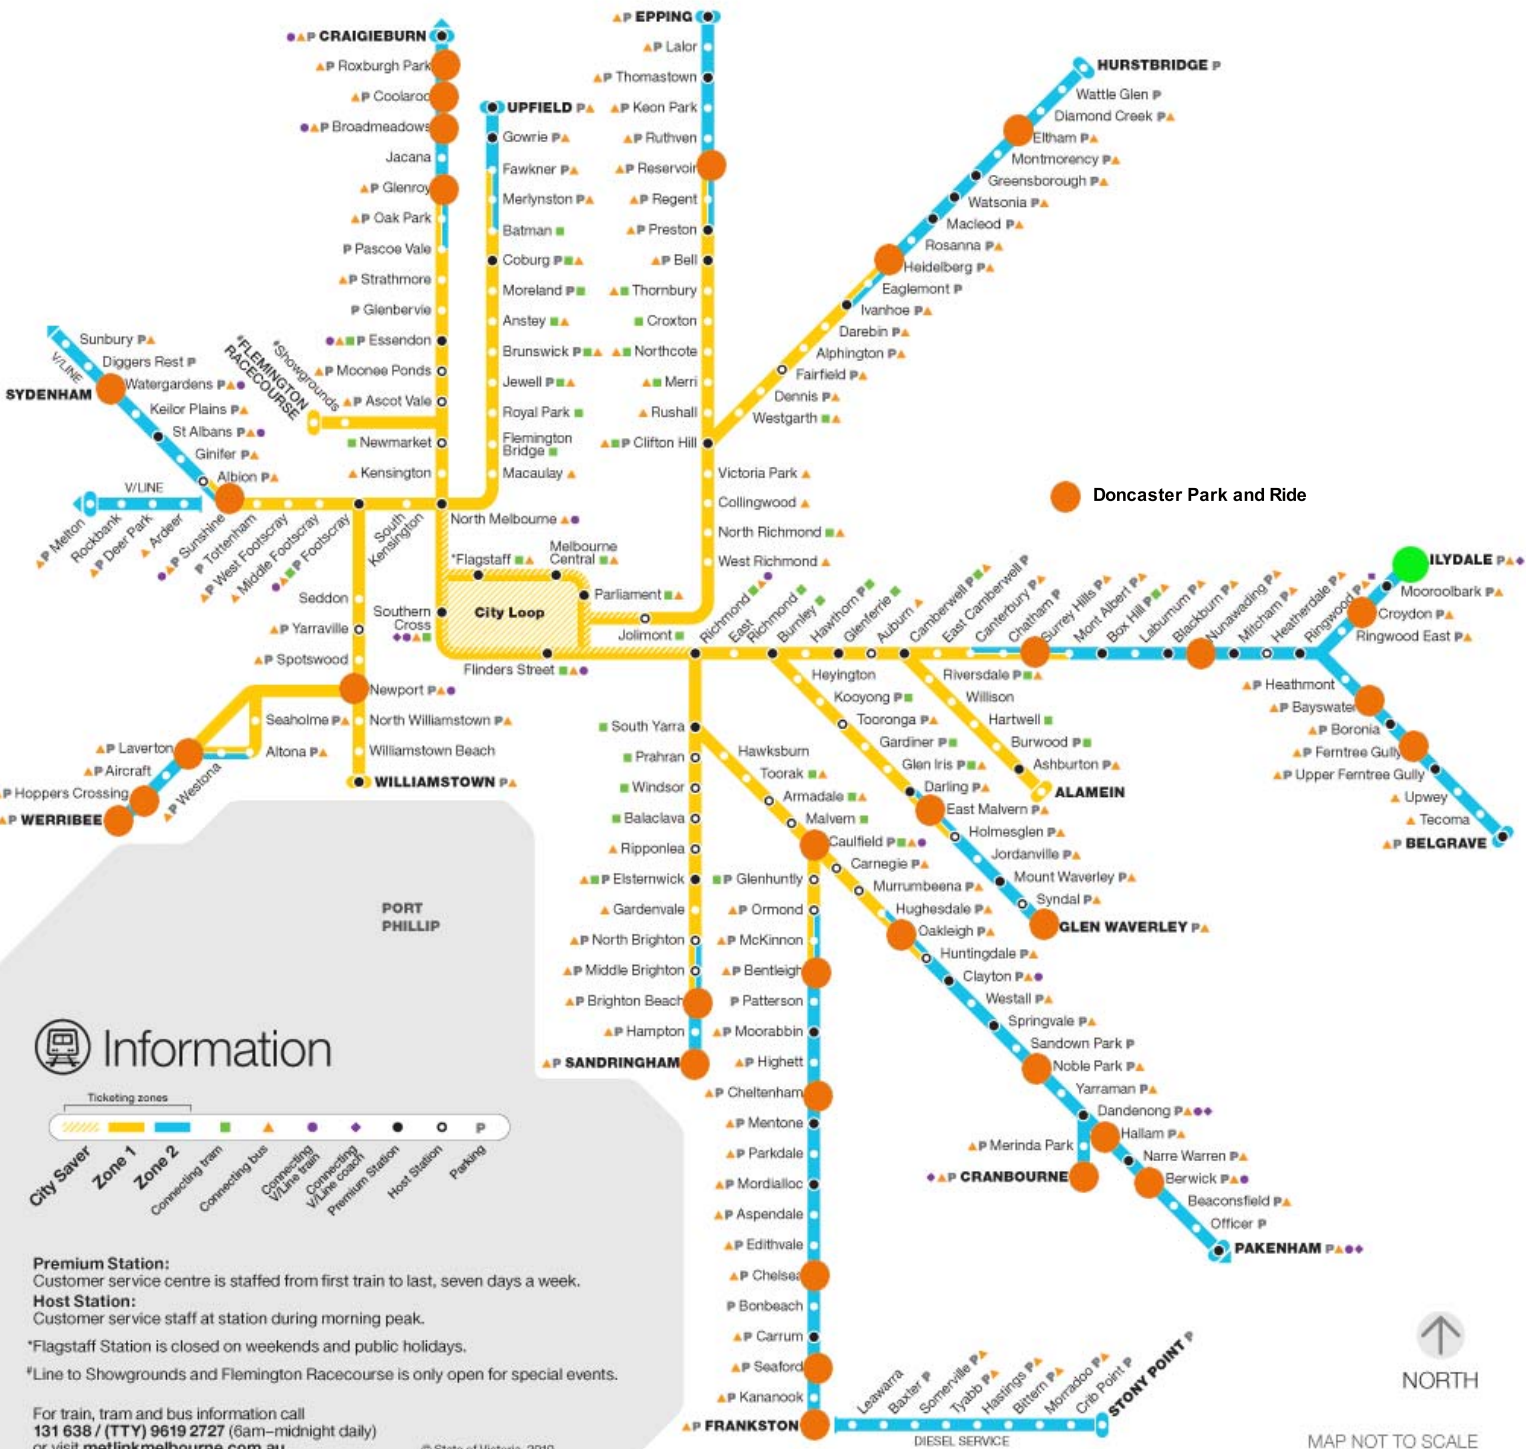 CRAIGIEBURN
P Roxburgh Park
P Coolaroo
P Broadmeadows
Jacana
P Glenroy
P Oak Park
P Pascoe Vale
P Strathmore
P Glenbervie
P Essendon
P Moonee Ponds
P Ascot Vale
Newmarket
Kensington
#Showgrounds
#FLEMINGTON
RACECOURSE
UPFIELD P
Gowrie P
Fawkner P
Merlynston P
Batman
Coburg P
Moreland P
Anstey
Brunswick P
Jewell P
Royal Park
Flemington
Bridge
Macaulay
North Melbourne
P EPPING
P Lalor
P Thomastown
P Keon Park
P Ruthven
P Reservoir
P Regent
P Preston
P Bell
Thornbury
Croxton
Northcote
Merri
Rushall
P Clifton Hill
Victoria Park
Collingwood
North Richmond
West Richmond
HURSTBRIDGE P
Wattle Glen P
Diamond Creek P
Eltham P
Montmorency P
Greensborough P
Watsonia P
Macleod P
Rosanna P
Heidelberg P
Eaglemont P
Ivanhoe P
Darebin P
Alphington P
Fairfield P
Dennis P
Westgarth
Sunbury P
V/LINE
Diggers Rest P
SYDENHAM
Watergardens P
Keilor Plains P
St Albans P
Ginifer P
Albion P
V/LINE
P Melton
Rockbank
P Deer Park
Ardeer
P Sunshine
P Tottenham
P West Footscray
P Middle Footscray
P Footscray
South
Kensington
Seddon
P Yarraville
P Spotswood
Newport P
Seaholme P
North Williamstown P
P Laverton
Altona P
Williamstown Beach
P Aircraft
P Westona
P Hoppers Crossing
WILLIAMSTOWN P
P WERRIBEE
*Flagstaff
Melbourne
Central
Parliament
City Loop
Southern
Cross
Jolimont
Flinders Street
Doncaster Park and Ride
Richmond
East
Richmond
Burnley
Hawthorn P
Glenferrie
Auburn
Camberwell P
East Camberwell P
Canterbury P
Chatham P
Surrey Hills P
Mont Albert P
Box Hill P
Laburnum P
Blackburn P
Nunawading P
Mitcham P
Heatherdale P
Ringwood P
ILYDALE P
Mooroolbark P
Croydon P
Ringwood East P
P Heathmont
P Bayswater
P Boronia
P Ferntree Gully
P Upper Ferntree Gully
Upwey
Tecoma
P BELGRAVE
Riversdale P
Willison
Hartwell
Burwood P
Ashburton P
ALAMEIN
Heyington
Kooyong P
Tooronga P
Gardiner P
Glen Iris P
Darling P
East Malvern P
Holmesglen P
Jordanville P
Mount Waverley P
Syndal P
GLEN WAVERLEY P
South Yarra
Prahran
Windsor
Balaclava
Ripponlea
P Elsternwick
Gardenvale
P North Brighton
P Middle Brighton
P Brighton Beach
P Hampton
P SANDRINGHAM
Hawksburn
Toorak
Armadale
Malvern
Caulfield P
Carnegie P
Murrumbeena P
Hughesdale P
Oakleigh P
Huntingdale P
Clayton P
Westall P
Springvale P
Sandown Park P
Noble Park P
Yarraman P
Dandenong P
Hallam P
P Merinda Park
Narre Warren P
P CRANBOURNE
Berwick P
Beaconsfield P
Officer P
PAKENHAM P
P Glenhuntly
P Ormond
P McKinnon
P Bentleigh
P Patterson
P Moorabbin
P Highett
P Cheltenham
P Mentone
P Parkdale
P Mordialloc
P Aspendale
P Edithvale
P Chelsea
P Bonbeach
P Carrum
P Seaford
P Kananook
P FRANKSTON
Leawarra
Baxter P
Somerville P
Tyabb P
Hastings P
Bittern P
Morradoo P
Crib Point P
STONY POINT P
DIESEL SERVICE
PORT
PHILLIP
Information
Ticketing zones
P
City Saver
Zone 1
Zone 2
Connecting tram
Connecting bus
Connecting
V/Line train
Connecting
V/Line coach
Premium Station
Host Station
Parking
Premium Station:
Customer service centre is staffed from first train to last, seven days a week.
Host Station:
Customer service staff at station during morning peak.
*Flagstaff Station is closed on weekends and public holidays.
#Line to Showgrounds and Flemington Racecourse is only open for special events.
For train, tram and bus information call
131 638 / (TTY) 9619 2727 (6am–midnight daily)
or visit metlinkmelbourne.com.au
© State of Victoria, 2010
NORTH
MAP NOT TO SCALE